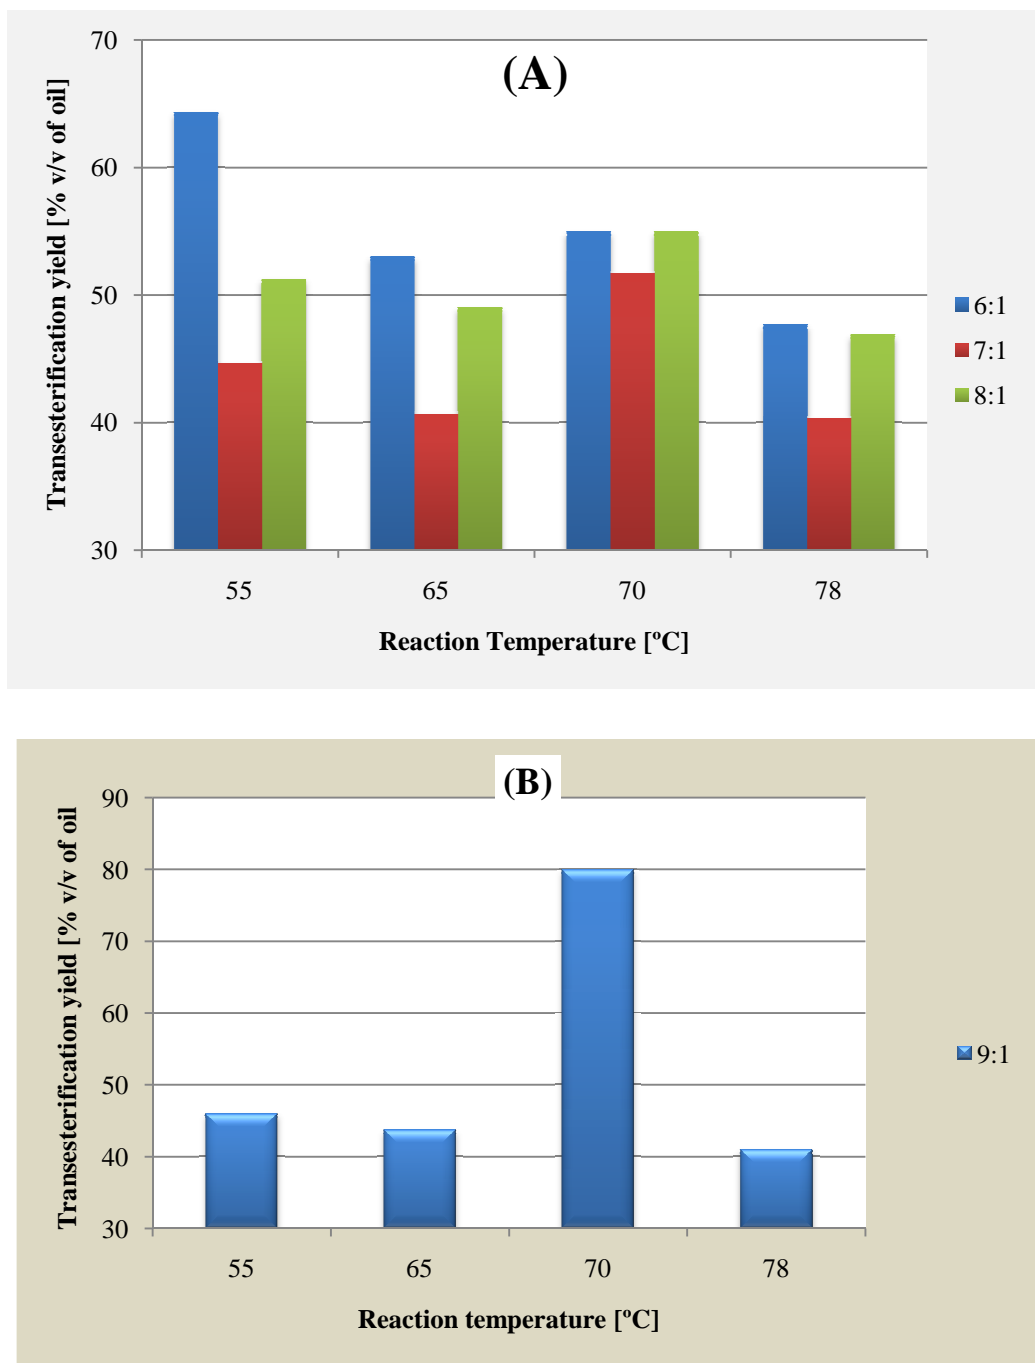 (A)
Transesterification yield [% v/v of oil]
70
60
50
40
30
55 65 70 78
Reaction Temperature [ºC]
6:1
7:1
8:1
(B)
Transesterification yield [% v/v of oil
90
80
70
60
50
40
30
55 65 70 78
Reaction temperature [ºC]
9:1